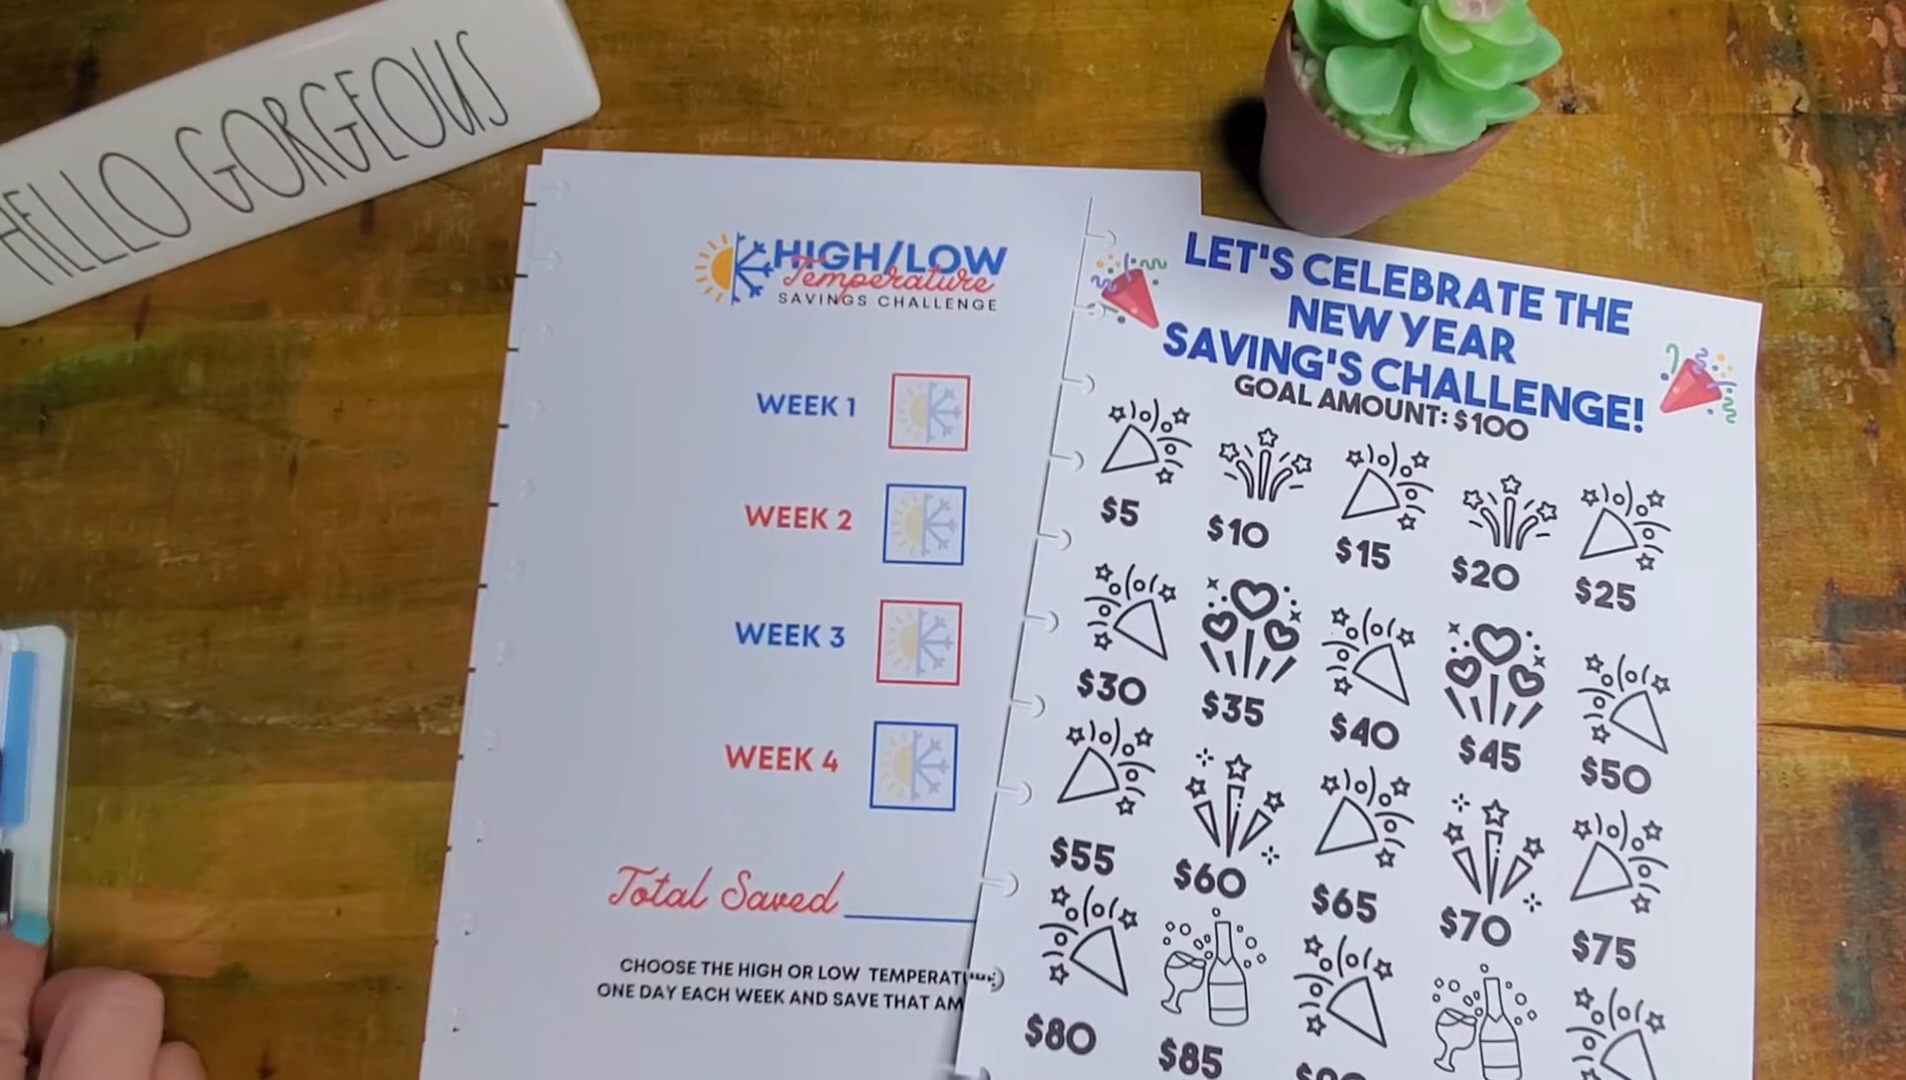 HELLO GORGEOUS
HIGH/LOW
Temperature
SAVINGS CHALLENGE
WEEK 1
WEEK 2
WEEK 3
WEEK 4
Total Saved
CHOOSE THE HIGH OR LOW
ONE DAY EACH WEEK AND SAVE THAT
LET'S CELEBRATE THE
NEW YEAR
SAVING'S CHALLENGE!
GOAL AMOUNT: $100
$5 $10 $15 $20 $25
$30 $35 $40 $45 $50
$55 $60 $65 $70 $75
$80 $85